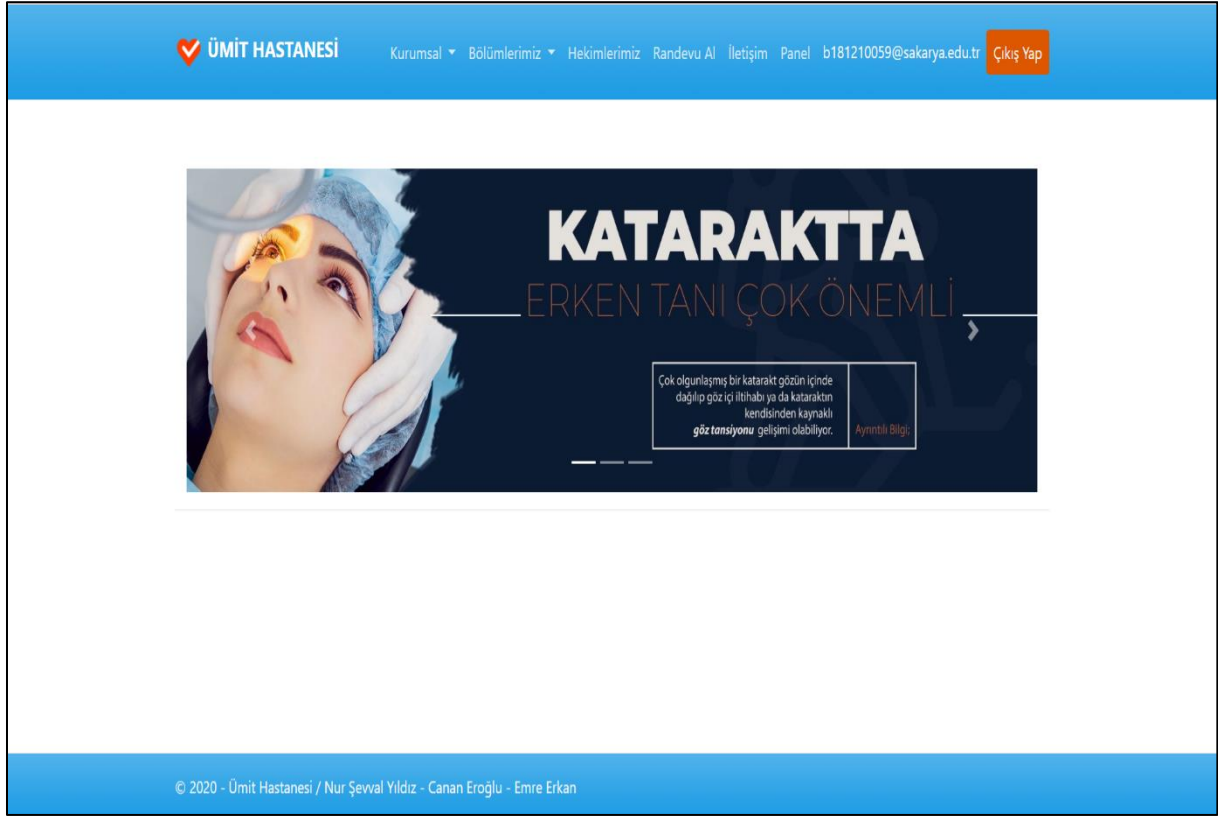 ÜMİT HASTANESİ Kurumsal Bölümlerimiz Hekimlerimiz Randevu Al İletişim Panel b181210059@sakarya.edu.tr Çıkış Yap
KATARAKTTA
ERKEN TANI ÇOK ÖNEMLİ
Çok olgunlaşmış bir katarakt gözün içinde
dağılıp göz içi iltihabı ya da kataraktın
kendisinden kaynaklı
göz tansiyonu gelişimi olabiliyor.
Ayrıntılı Bilgi;
© 2020 - Ümit Hastanesi / Nur Şevval Yıldız - Canan Eroğlu - Emre Erkan